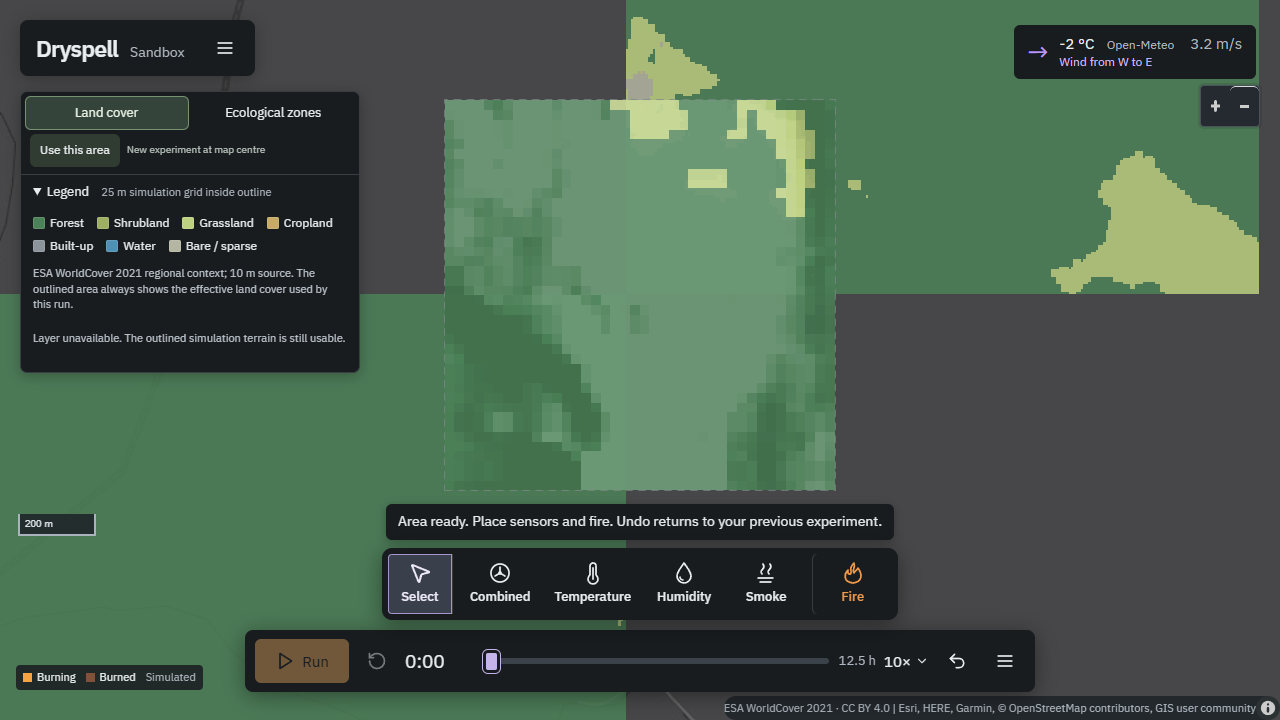 Dryspell Sandbox
-2 °C Open-Meteo 3.2 m/s
Wind from W to E
+ −
Land cover Ecological zones
Use this area New experiment at map centre
▼ Legend 25 m simulation grid inside outline
Forest Shrubland Grassland Cropland
Built-up Water Bare / sparse
ESA WorldCover 2021 regional context; 10 m source. The
outlined area always shows the effective land cover used by
this run.
Layer unavailable. The outlined simulation terrain is still usable.
200 m
Area ready. Place sensors and fire. Undo returns to your previous experiment.
Select Combined Temperature Humidity Smoke Fire
Run 0:00 12.5 h 10×
Burning Burned Simulated
ESA WorldCover 2021 · CC BY 4.0 | Esri, HERE, Garmin, © OpenStreetMap contributors, GIS user community